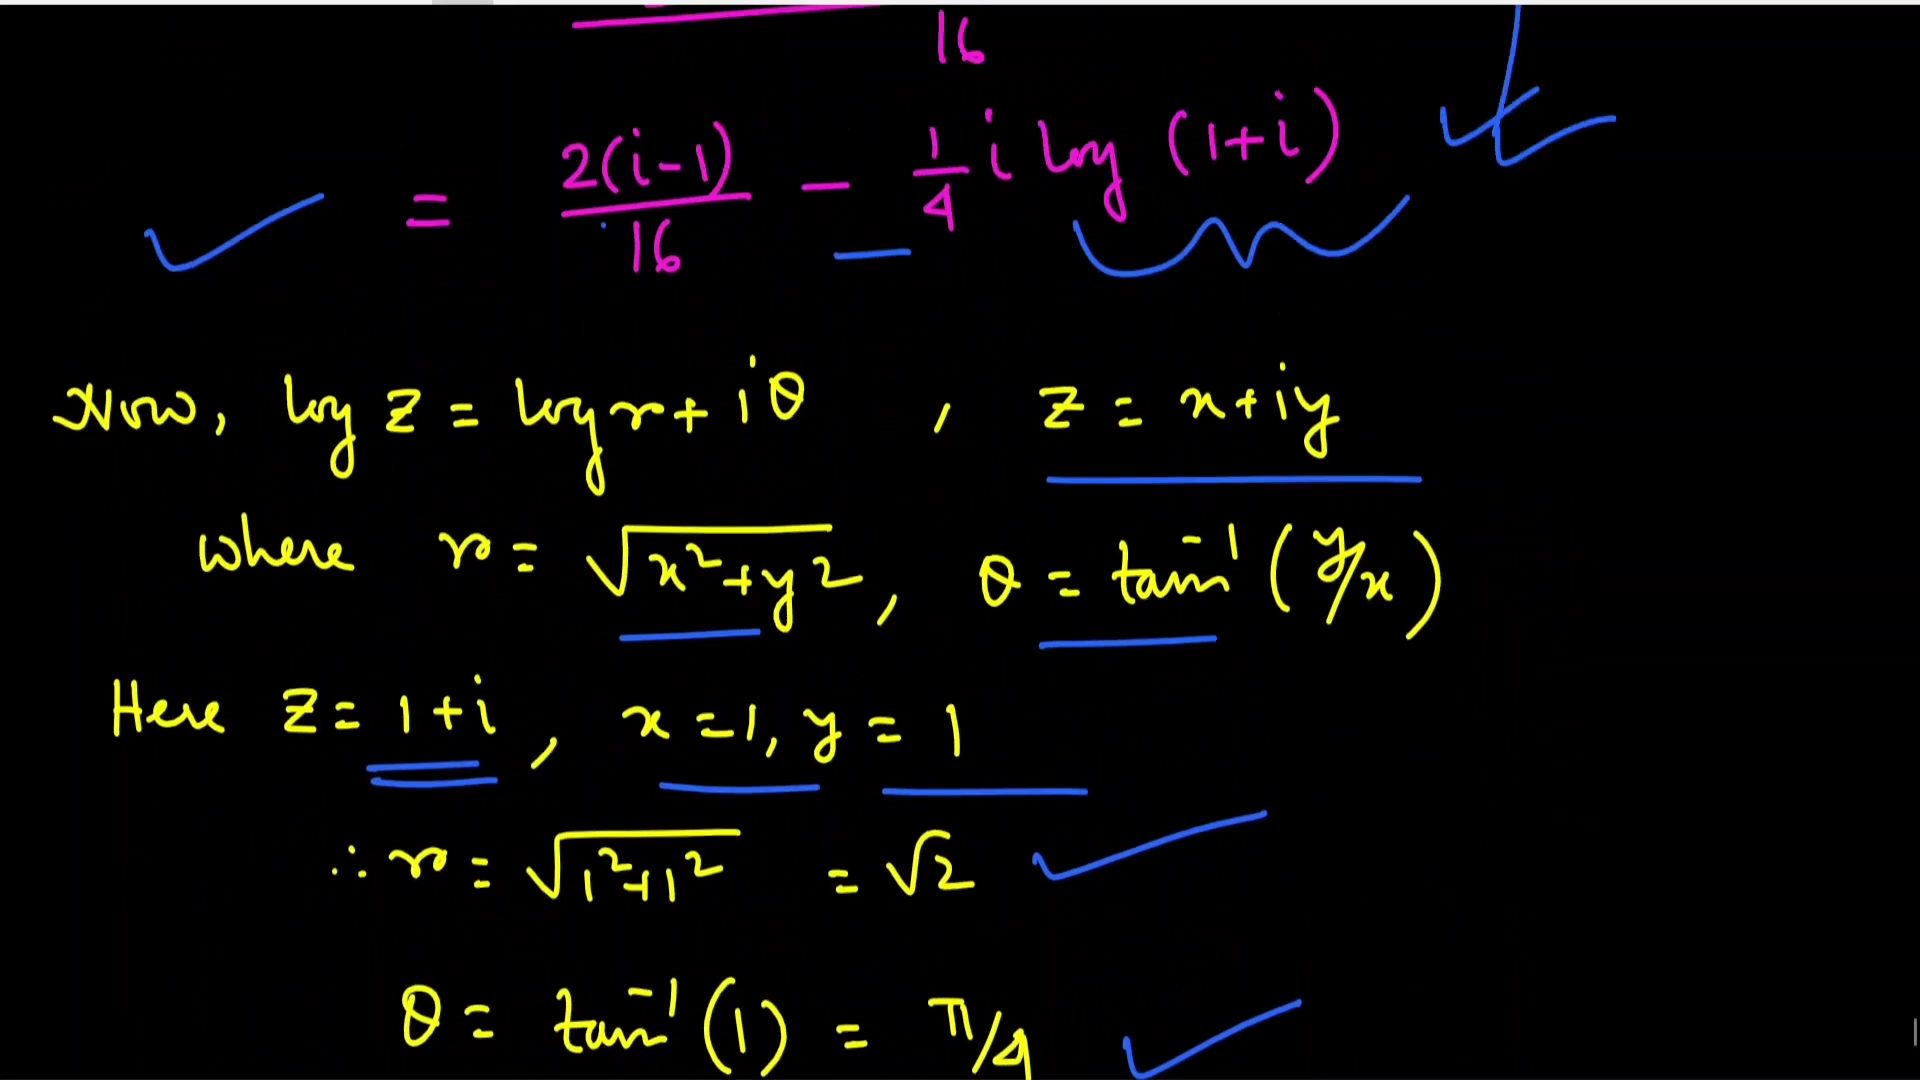 16
= 2(i-1)/16 - 1/4 i log (1+i)
Now, log z = log r + iθ , z = x+iy
where r = √x²+y², θ = tan⁻¹ (y/x)
Here z = 1+i , x = 1, y = 1
∴ r = √1²+1² = √2
θ = tan⁻¹ (1) = π/4